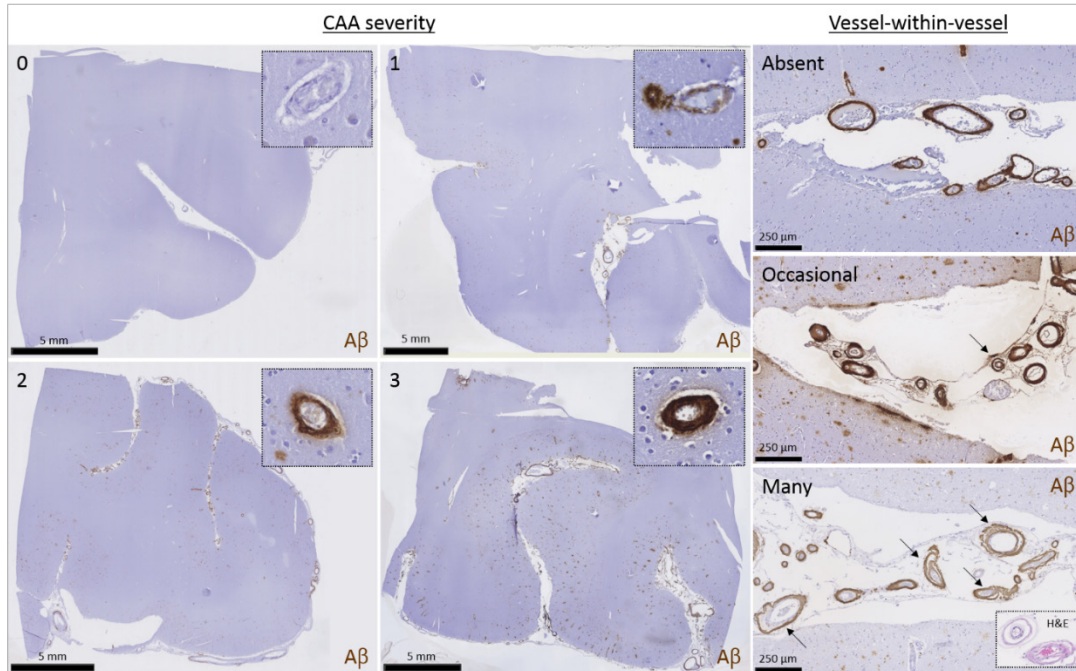 CAA severity
Vessel-within-vessel
0
5 mm
Aβ
1
5 mm
Aβ
2
5 mm
Aβ
3
5 mm
Aβ
Absent
250 µm
Aβ
Occasional
250 µm
Aβ
Many
Aβ
H&E
250 µm